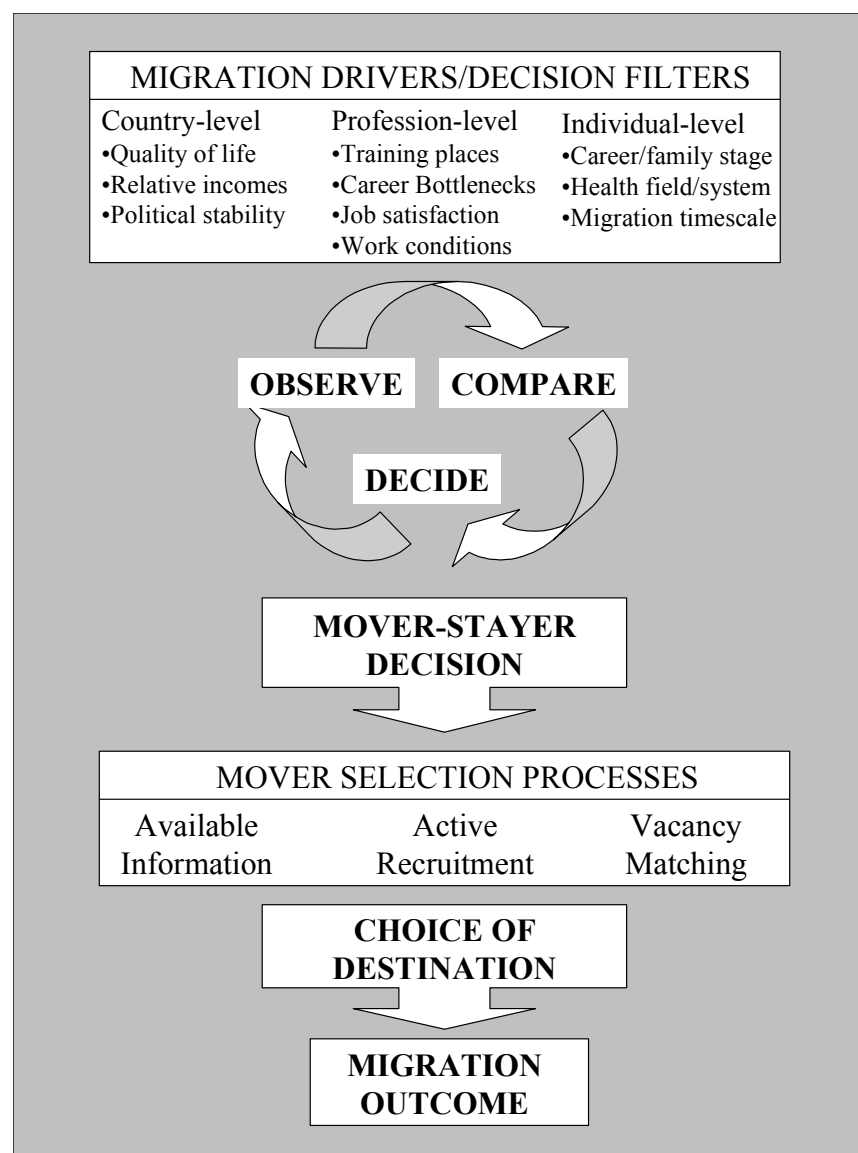 MIGRATION DRIVERS/DECISION FILTERS
Country-level
•Quality of life
•Relative incomes
•Political stability
Profession-level
•Training places
•Career Bottlenecks
•Job satisfaction
•Work conditions
Individual-level
•Career/family stage
•Health field/system
•Migration timescale
OBSERVE
COMPARE
DECIDE
MOVER-STAYER
DECISION
MOVER SELECTION PROCESSES
Available
Information
Active
Recruitment
Vacancy
Matching
CHOICE OF
DESTINATION
MIGRATION
OUTCOME